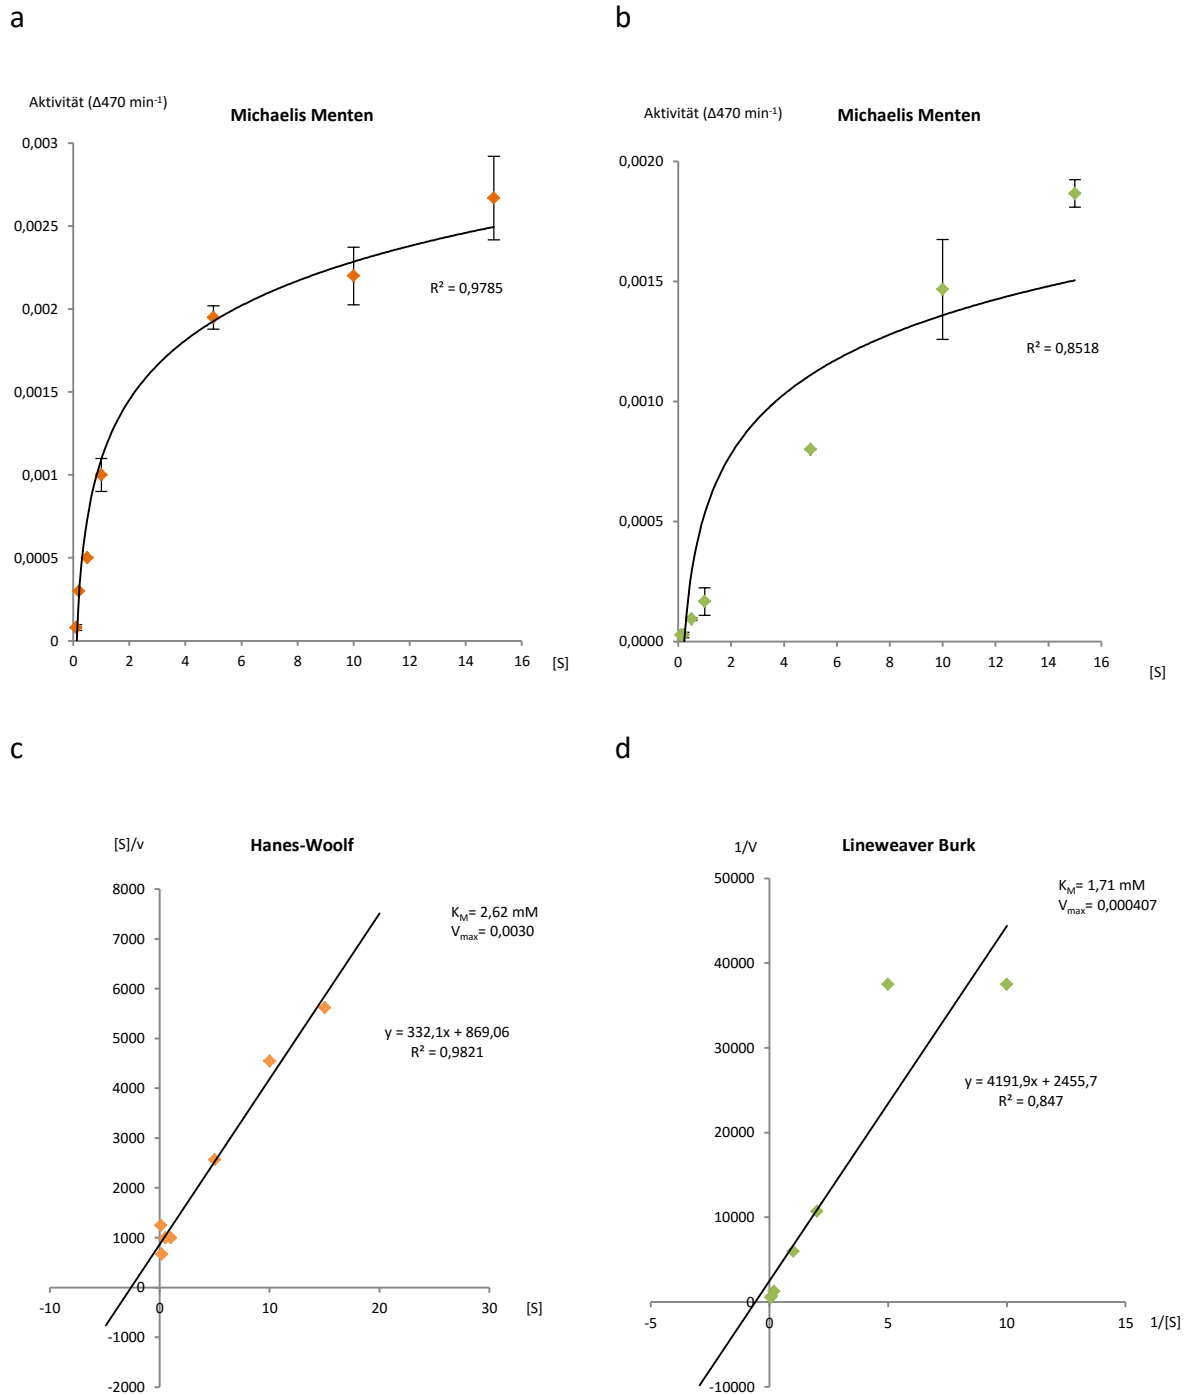 a
Aktivität (Δ470 min⁻¹)
Michaelis Menten
0,003
0,0025
0,002
0,0015
0,001
0,0005
0
0 2 4 6 8 10 12 14 16
[S]
R² = 0,9785
b
Aktivität (Δ470 min⁻¹)
Michaelis Menten
0,0020
0,0015
0,0010
0,0005
0,0000
0 2 4 6 8 10 12 14 16
[S]
R² = 0,8518
c
[S]/v
Hanes-Woolf
8000
7000
6000
5000
4000
3000
2000
1000
0
-1000
-2000
-10 0 10 20 30
[S]
K_M= 2,62 mM
V_max= 0,0030
y = 332,1x + 869,06
R² = 0,9821
d
1/V
Lineweaver Burk
50000
40000
30000
20000
10000
0
-10000
-5 0 5 10 15
1/[S]
K_M= 1,71 mM
V_max= 0,000407
y = 4191,9x + 2455,7
R² = 0,847